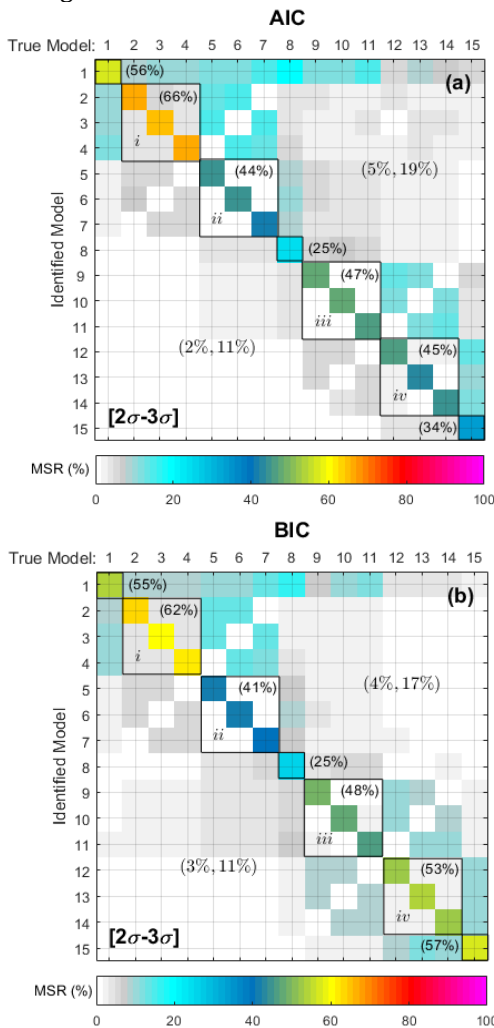 AIC
True Model: 1 2 3 4 5 6 7 8 9 10 11 12 13 14 15
Identified Model
1 (56%) (a)
2 (66%)
3
4 i
5 (44%) (5%, 19%)
6
7 ii
8 (25%)
9 (47%)
10
11 iii
12 (2%, 11%) (45%)
13
14 iv
15 [2σ-3σ] (34%)
MSR (%)
0 20 40 60 80 100
BIC
True Model: 1 2 3 4 5 6 7 8 9 10 11 12 13 14 15
Identified Model
1 (55%) (b)
2 (62%)
3
4 i
5 (41%) (4%, 17%)
6
7 ii
8 (25%)
9 (48%)
10
11 iii
12 (3%, 11%) (53%)
13
14 iv
15 [2σ-3σ] (57%)
MSR (%)
0 20 40 60 80 100